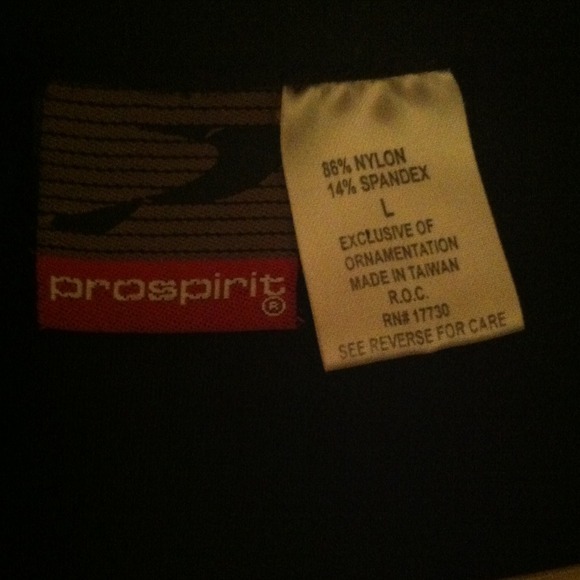 prospirit
®
86% NYLON
14% SPANDEX
L
EXCLUSIVE OF
ORNAMENTATION
MADE IN TAIWAN
R.O.C.
RN# 17730
SEE REVERSE FOR CARE